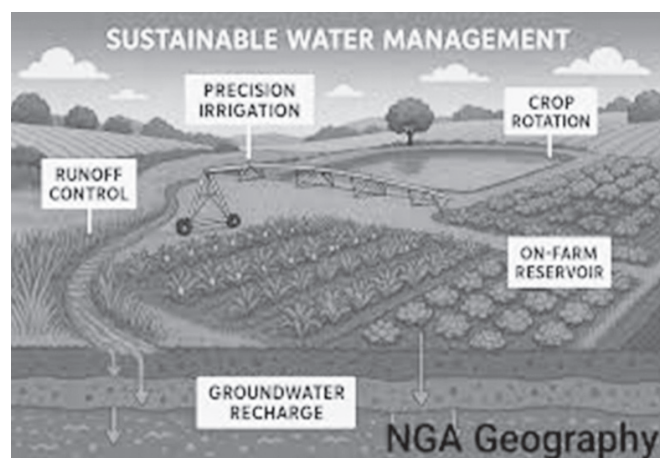 SUSTAINABLE WATER MANAGEMENT
PRECISION
IRRIGATION
CROP
ROTATION
RUNOFF
CONTROL
ON-FARM
RESERVOIR
GROUNDWATER
RECHARGE
NGA Geography